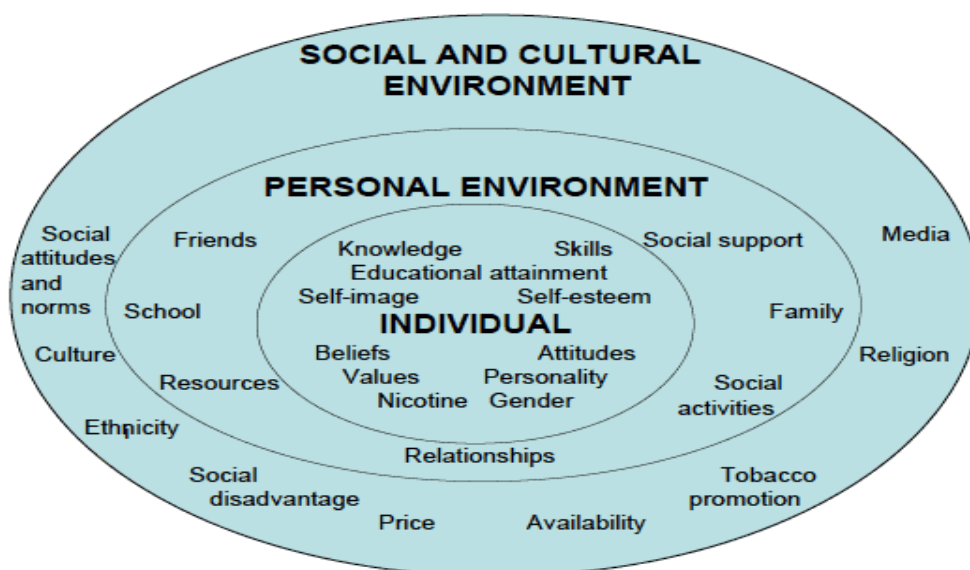 SOCIAL AND CULTURAL
ENVIRONMENT
PERSONAL ENVIRONMENT
Social
attitudes
and
norms
Friends
Knowledge
Skills
Social support
Media
Educational attainment
Self-image
Self-esteem
School
INDIVIDUAL
Family
Culture
Beliefs
Attitudes
Religion
Resources
Values
Personality
Social
activities
Nicotine
Gender
Ethnicity
Relationships
Social
disadvantage
Tobacco
promotion
Price
Availability